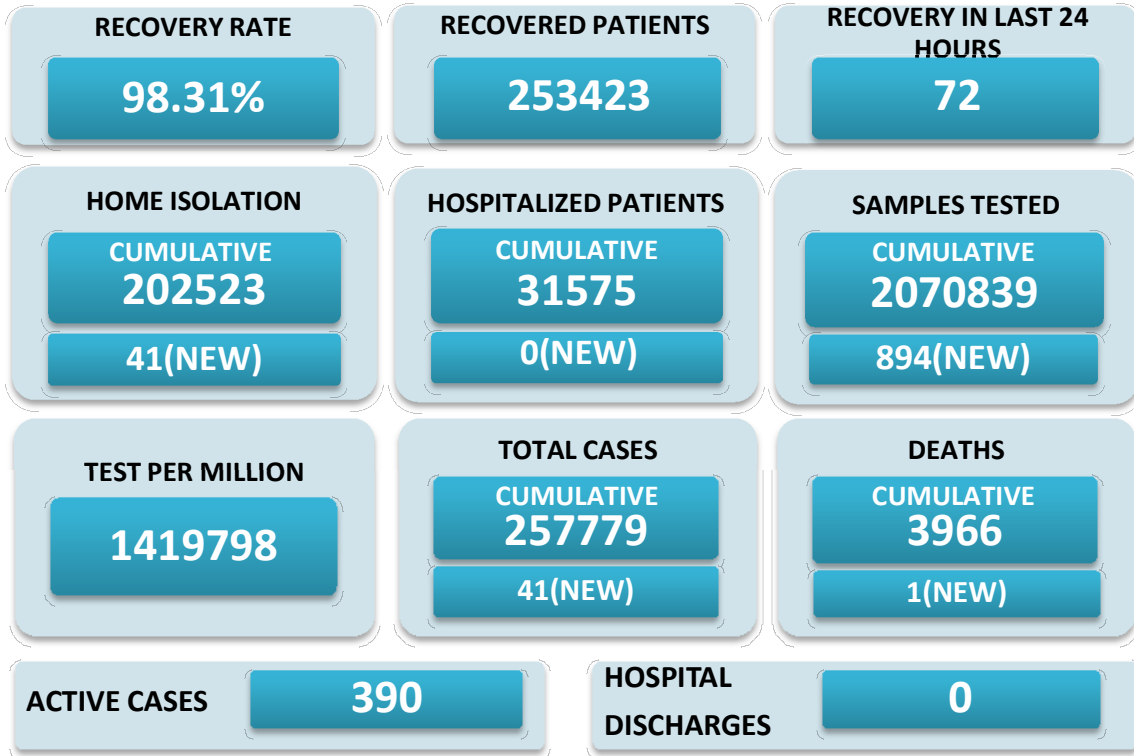 RECOVERY RATE
98.31%
RECOVERED PATIENTS
253423
RECOVERY IN LAST 24
HOURS
72
HOME ISOLATION
CUMULATIVE
202523
41(NEW)
HOSPITALIZED PATIENTS
CUMULATIVE
31575
0(NEW)
SAMPLES TESTED
CUMULATIVE
2070839
894(NEW)
TEST PER MILLION
1419798
TOTAL CASES
CUMULATIVE
257779
41(NEW)
DEATHS
CUMULATIVE
3966
1(NEW)
ACTIVE CASES
390
HOSPITAL
DISCHARGES
0